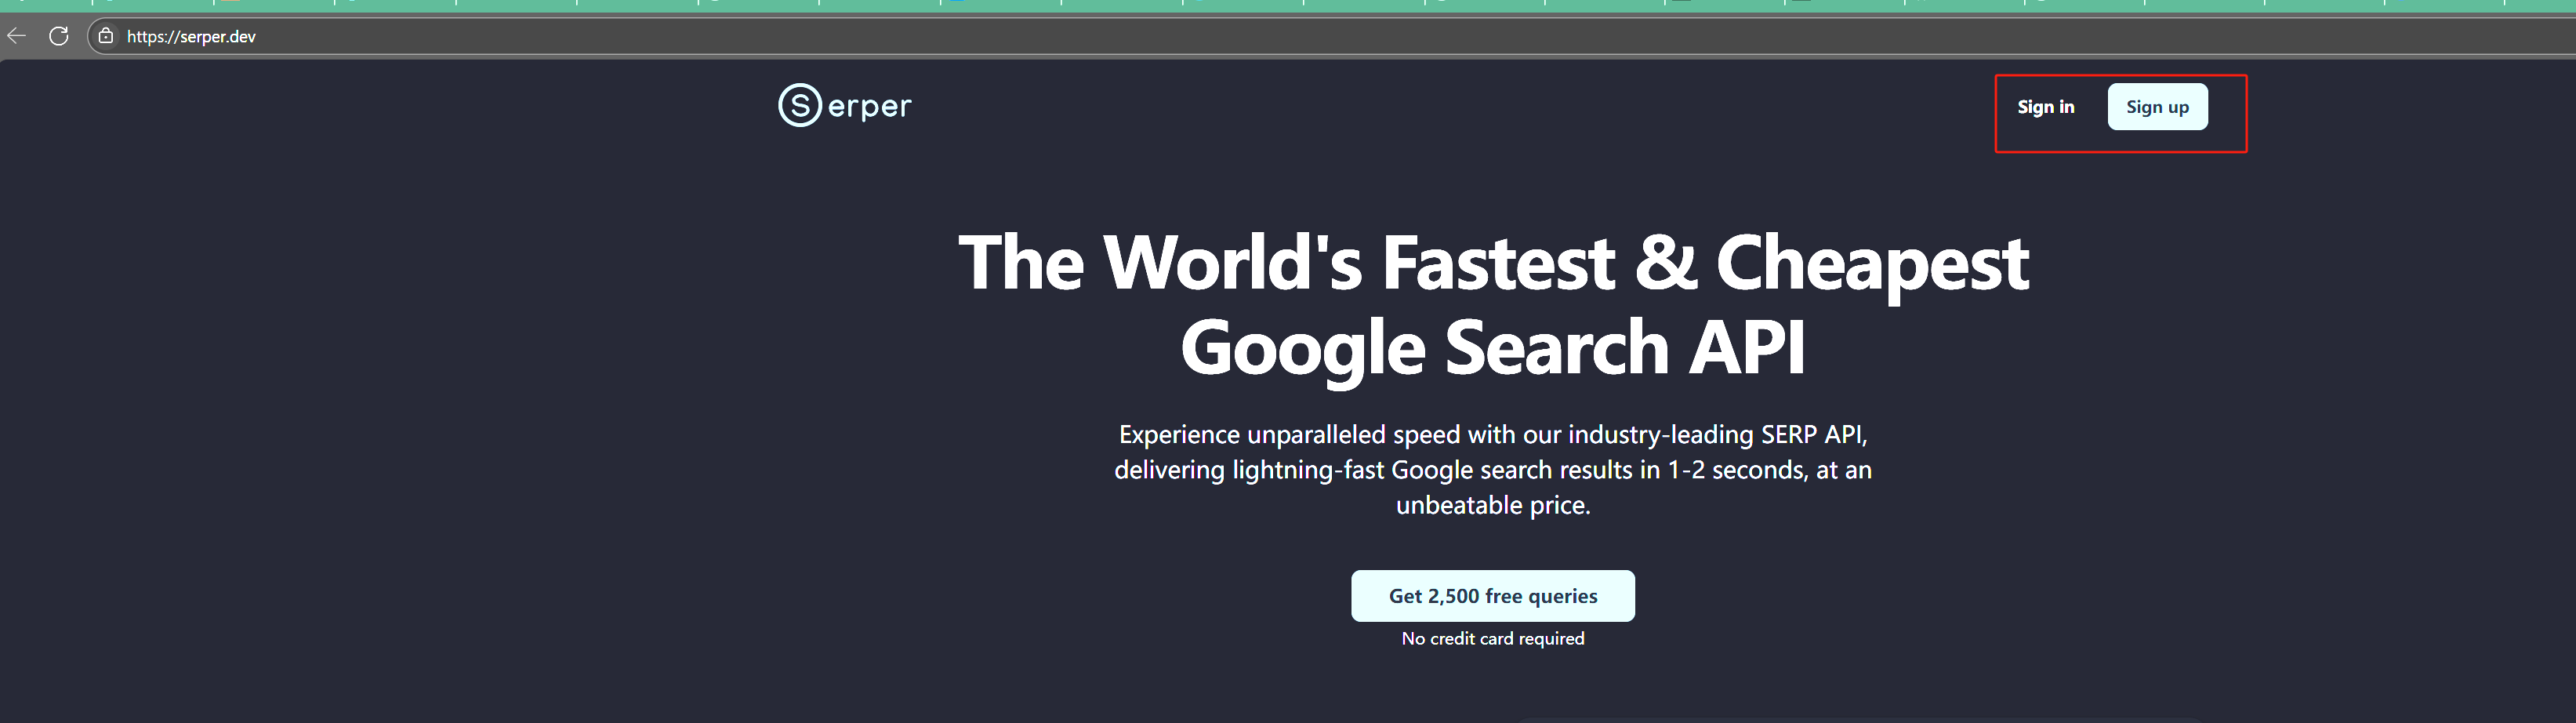 https://serper.dev
Serper
Sign in
Sign up
The World's Fastest & Cheapest
Google Search API
Experience unparalleled speed with our industry-leading SERP API,
delivering lightning-fast Google search results in 1-2 seconds, at an
unbeatable price.
Get 2,500 free queries
No credit card required